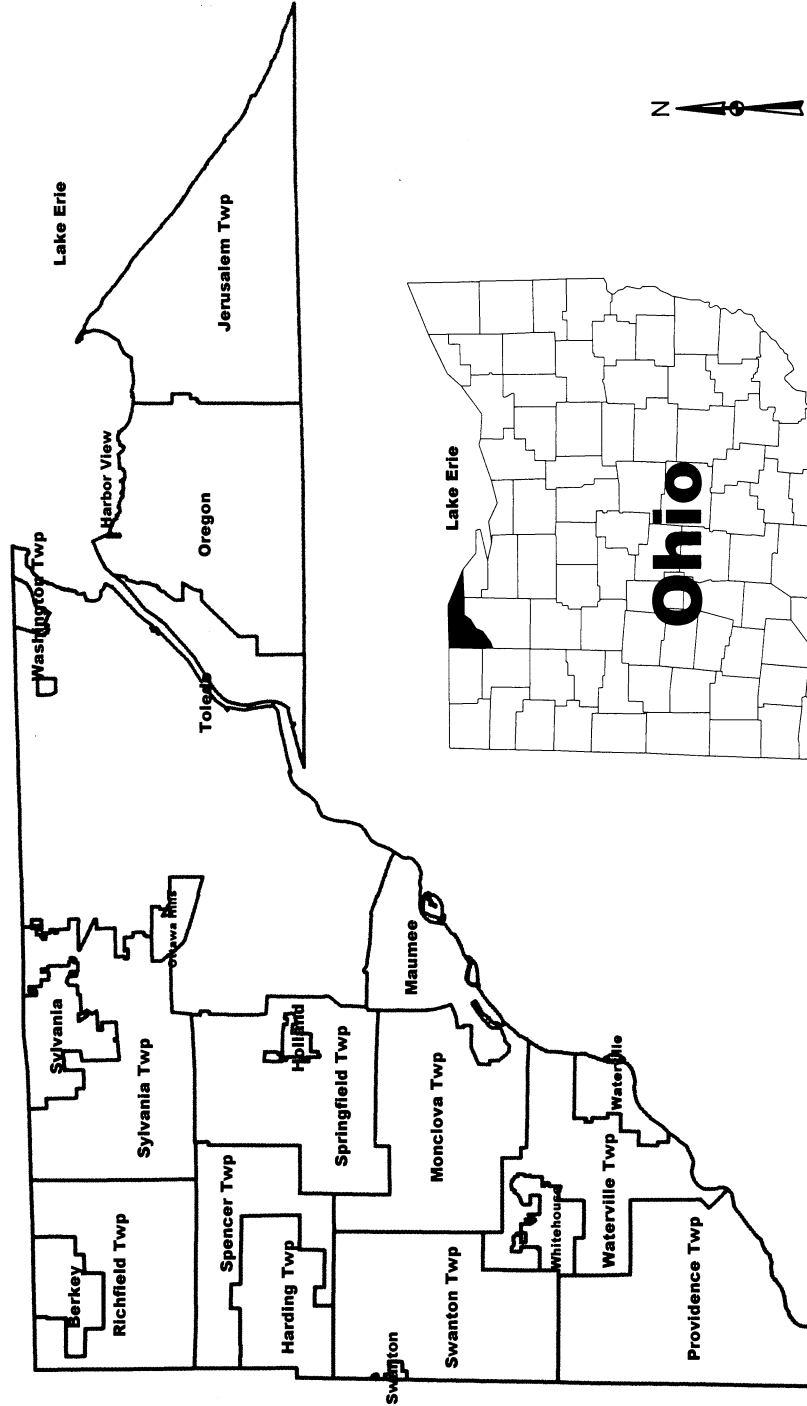 Lake Erie
Washington Twp
Harbor View
Jerusalem Twp
Oregon
Toledo
Sylvania
Ottawa Hills
Sylvania Twp
Berkey
Richfield Twp
Holland
Springfield Twp
Spencer Twp
Harding Twp
Maumee
Monclova Twp
Swanton
Swanton Twp
Whitehouse
Waterville
Waterville Twp
Providence Twp
Lake Erie
Ohio
N